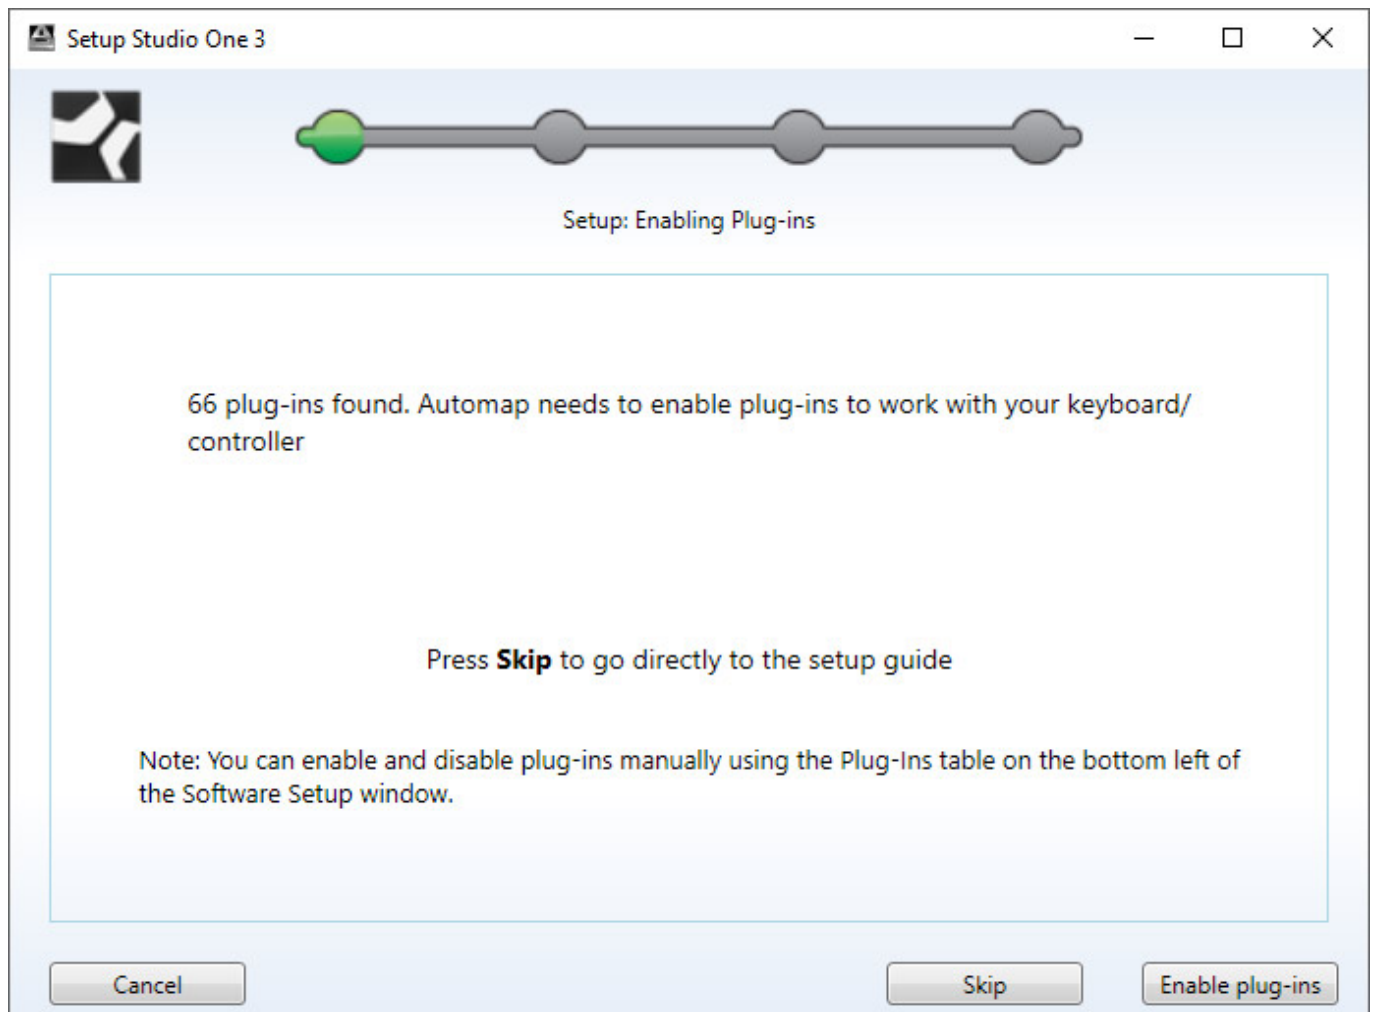 Setup Studio One 3
Setup: Enabling Plug-ins
66 plug-ins found. Automap needs to enable plug-ins to work with your keyboard/
controller
Press Skip to go directly to the setup guide
Note: You can enable and disable plug-ins manually using the Plug-Ins table on the bottom left of
the Software Setup window.
Cancel
Skip
Enable plug-ins